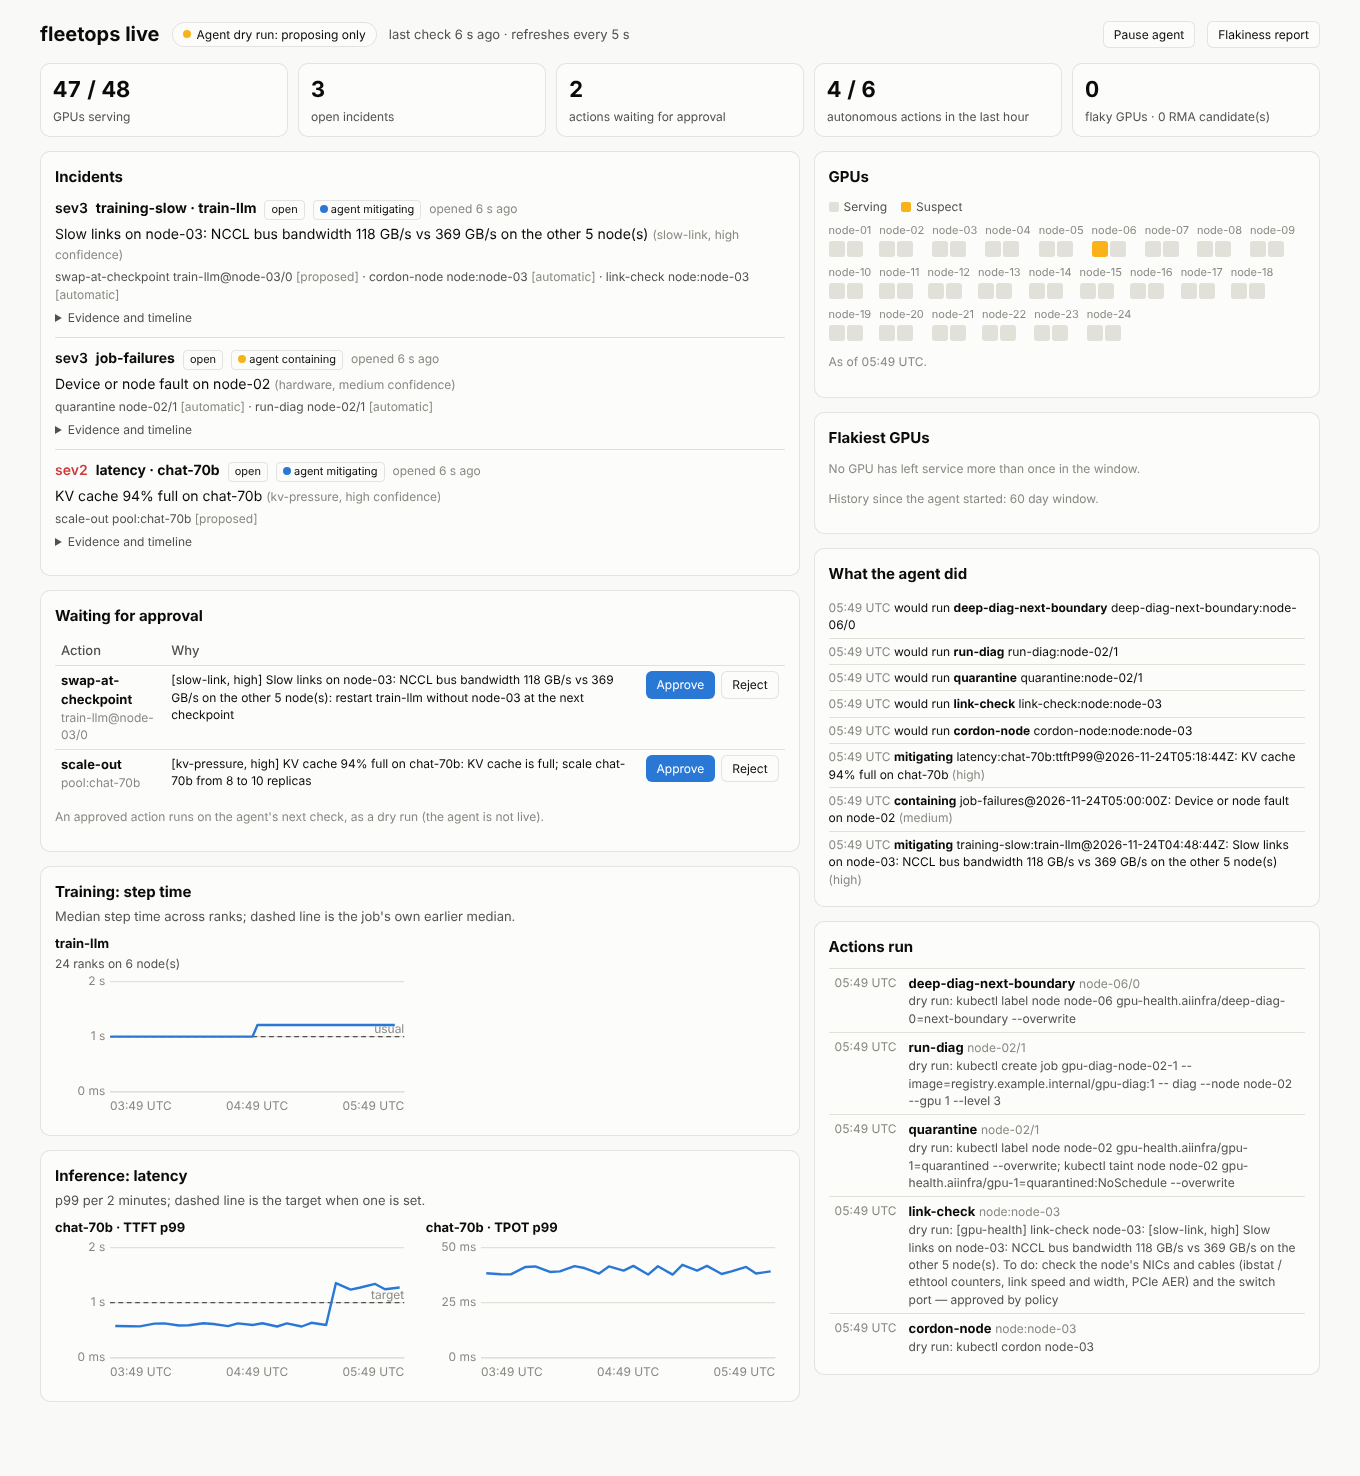 fleetops live
Agent dry run: proposing only
last check 6 s ago · refreshes every 5 s
Pause agent
Flakiness report
47 / 48
GPUs serving
3
open incidents
2
actions waiting for approval
4 / 6
autonomous actions in the last hour
0
flaky GPUs · 0 RMA candidate(s)
Incidents
sev3 training-slow · train-llm open agent mitigating opened 6 s ago
Slow links on node-03: NCCL bus bandwidth 118 GB/s vs 369 GB/s on the other 5 node(s) (slow-link, high
confidence)
swap-at-checkpoint train-llm@node-03/0 [proposed] · cordon-node node:node-03 [automatic] · link-check node:node-03
[automatic]
▶ Evidence and timeline
sev3 job-failures open agent containing opened 6 s ago
Device or node fault on node-02 (hardware, medium confidence)
quarantine node-02/1 [automatic] · run-diag node-02/1 [automatic]
▶ Evidence and timeline
sev2 latency · chat-70b open agent mitigating opened 6 s ago
KV cache 94% full on chat-70b (kv-pressure, high confidence)
scale-out pool:chat-70b [proposed]
▶ Evidence and timeline
Waiting for approval
Action Why
swap-at-
checkpoint
train-llm@node-
03/0
[slow-link, high] Slow links on node-03: NCCL bus bandwidth 118 GB/s vs 369
GB/s on the other 5 node(s): restart train-llm without node-03 at the next
checkpoint
Approve Reject
scale-out
pool:chat-70b
[kv-pressure, high] KV cache 94% full on chat-70b: KV cache is full; scale chat-
70b from 8 to 10 replicas
Approve Reject
An approved action runs on the agent's next check, as a dry run (the agent is not live).
Training: step time
Median step time across ranks; dashed line is the job's own earlier median.
train-llm
24 ranks on 6 node(s)
2 s
1 s
usual
0 ms
03:49 UTC 04:49 UTC 05:49 UTC
Inference: latency
p99 per 2 minutes; dashed line is the target when one is set.
chat-70b · TTFT p99
2 s
1 s
target
0 ms
03:49 UTC 04:49 UTC 05:49 UTC
chat-70b · TPOT p99
50 ms
25 ms
0 ms
03:49 UTC 04:49 UTC 05:49 UTC
GPUs
Serving Suspect
node-01 node-02 node-03 node-04 node-05 node-06 node-07 node-08 node-09
node-10 node-11 node-12 node-13 node-14 node-15 node-16 node-17 node-18
node-19 node-20 node-21 node-22 node-23 node-24
As of 05:49 UTC.
Flakiest GPUs
No GPU has left service more than once in the window.
History since the agent started: 60 day window.
What the agent did
05:49 UTC would run deep-diag-next-boundary deep-diag-next-boundary:node-
06/0
05:49 UTC would run run-diag run-diag:node-02/1
05:49 UTC would run quarantine quarantine:node-02/1
05:49 UTC would run link-check link-check:node:node-03
05:49 UTC would run cordon-node cordon-node:node:node-03
05:49 UTC mitigating latency:chat-70b:ttftP99@2026-11-24T05:18:44Z: KV cache
94% full on chat-70b (high)
05:49 UTC containing job-failures@2026-11-24T05:00:00Z: Device or node fault
on node-02 (medium)
05:49 UTC mitigating training-slow:train-llm@2026-11-24T04:48:44Z: Slow links
on node-03: NCCL bus bandwidth 118 GB/s vs 369 GB/s on the other 5 node(s)
(high)
Actions run
05:49 UTC deep-diag-next-boundary node-06/0
dry run: kubectl label node node-06 gpu-health.aiinfra/deep-diag-
0=next-boundary --overwrite
05:49 UTC run-diag node-02/1
dry run: kubectl create job gpu-diag-node-02-1 --
image=registry.example.internal/gpu-diag:1 -- diag --node node-02
--gpu 1 --level 3
05:49 UTC quarantine node-02/1
dry run: kubectl label node node-02 gpu-health.aiinfra/gpu-
1=quarantined --overwrite; kubectl taint node node-02 gpu-
health.aiinfra/gpu-1=quarantined:NoSchedule --overwrite
05:49 UTC link-check node:node-03
dry run: [gpu-health] link-check node-03: [slow-link, high] Slow
links on node-03: NCCL bus bandwidth 118 GB/s vs 369 GB/s on the
other 5 node(s). To do: check the node's NICs and cables (ibstat /
ethtool counters, link speed and width, PCIe AER) and the switch
port — approved by policy
05:49 UTC cordon-node node:node-03
dry run: kubectl cordon node-03